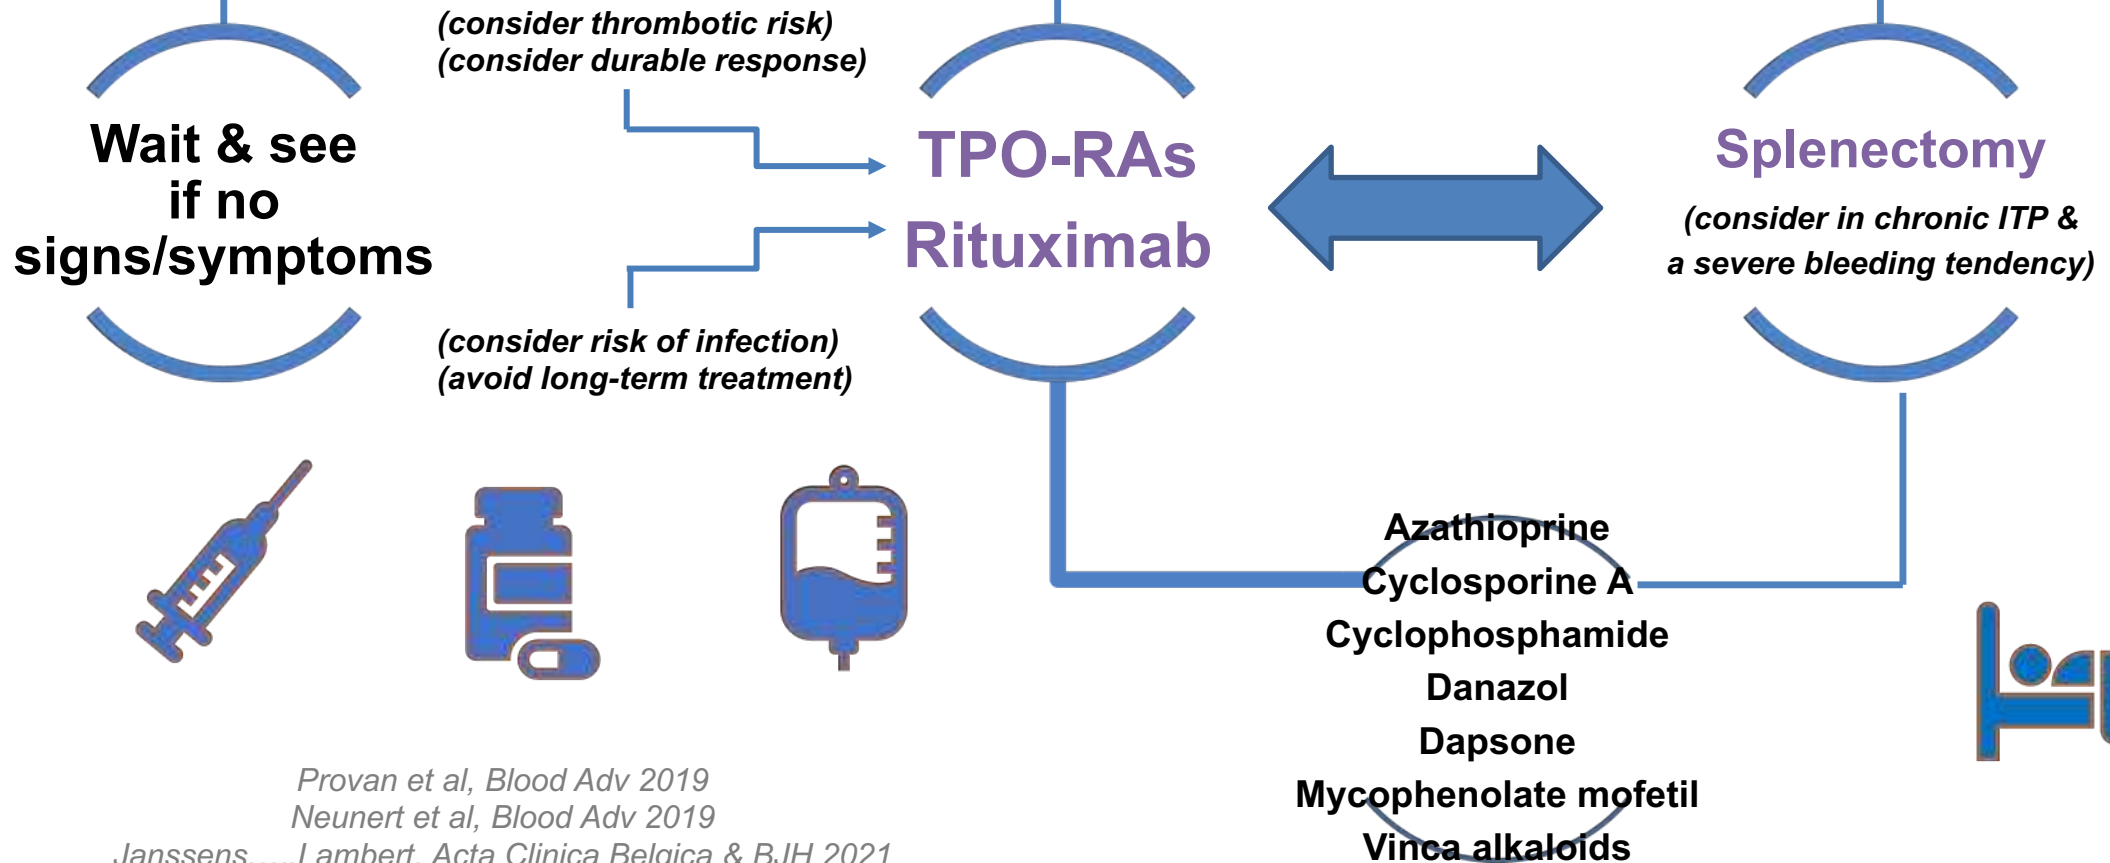 (consider thrombotic risk)
(consider durable response)
Wait & see
if no
signs/symptoms
TPO-RAs
Rituximab
(consider risk of infection)
(avoid long-term treatment)
Splenectomy
(consider in chronic ITP &
a severe bleeding tendency)
Azathioprine
Cyclosporine A
Cyclophosphamide
Danazol
Dapsone
Mycophenolate mofetil
Vinca alkaloids
Provan et al, Blood Adv 2019
Neunert et al, Blood Adv 2019
Janssens.....Lambert, Acta Clinica Belgica & BJH 2021